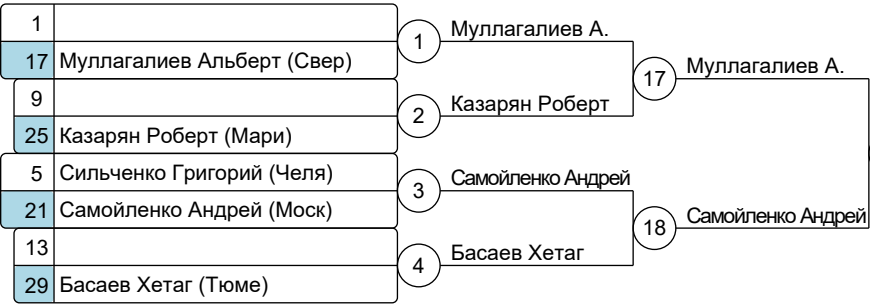 1
17 Муллагалиев Альберт (Свер)
1
Муллагалиев А.
9
25 Казарян Роберт (Мари)
2
Казарян Роберт
17
Муллагалиев А.
5 Сильченко Григорий (Челя)
21 Самойленко Андрей (Моск)
3
Самойленко Андрей
13
29 Басаев Хетаг (Тюме)
4
Басаев Хетаг
18
Самойленко Андрей